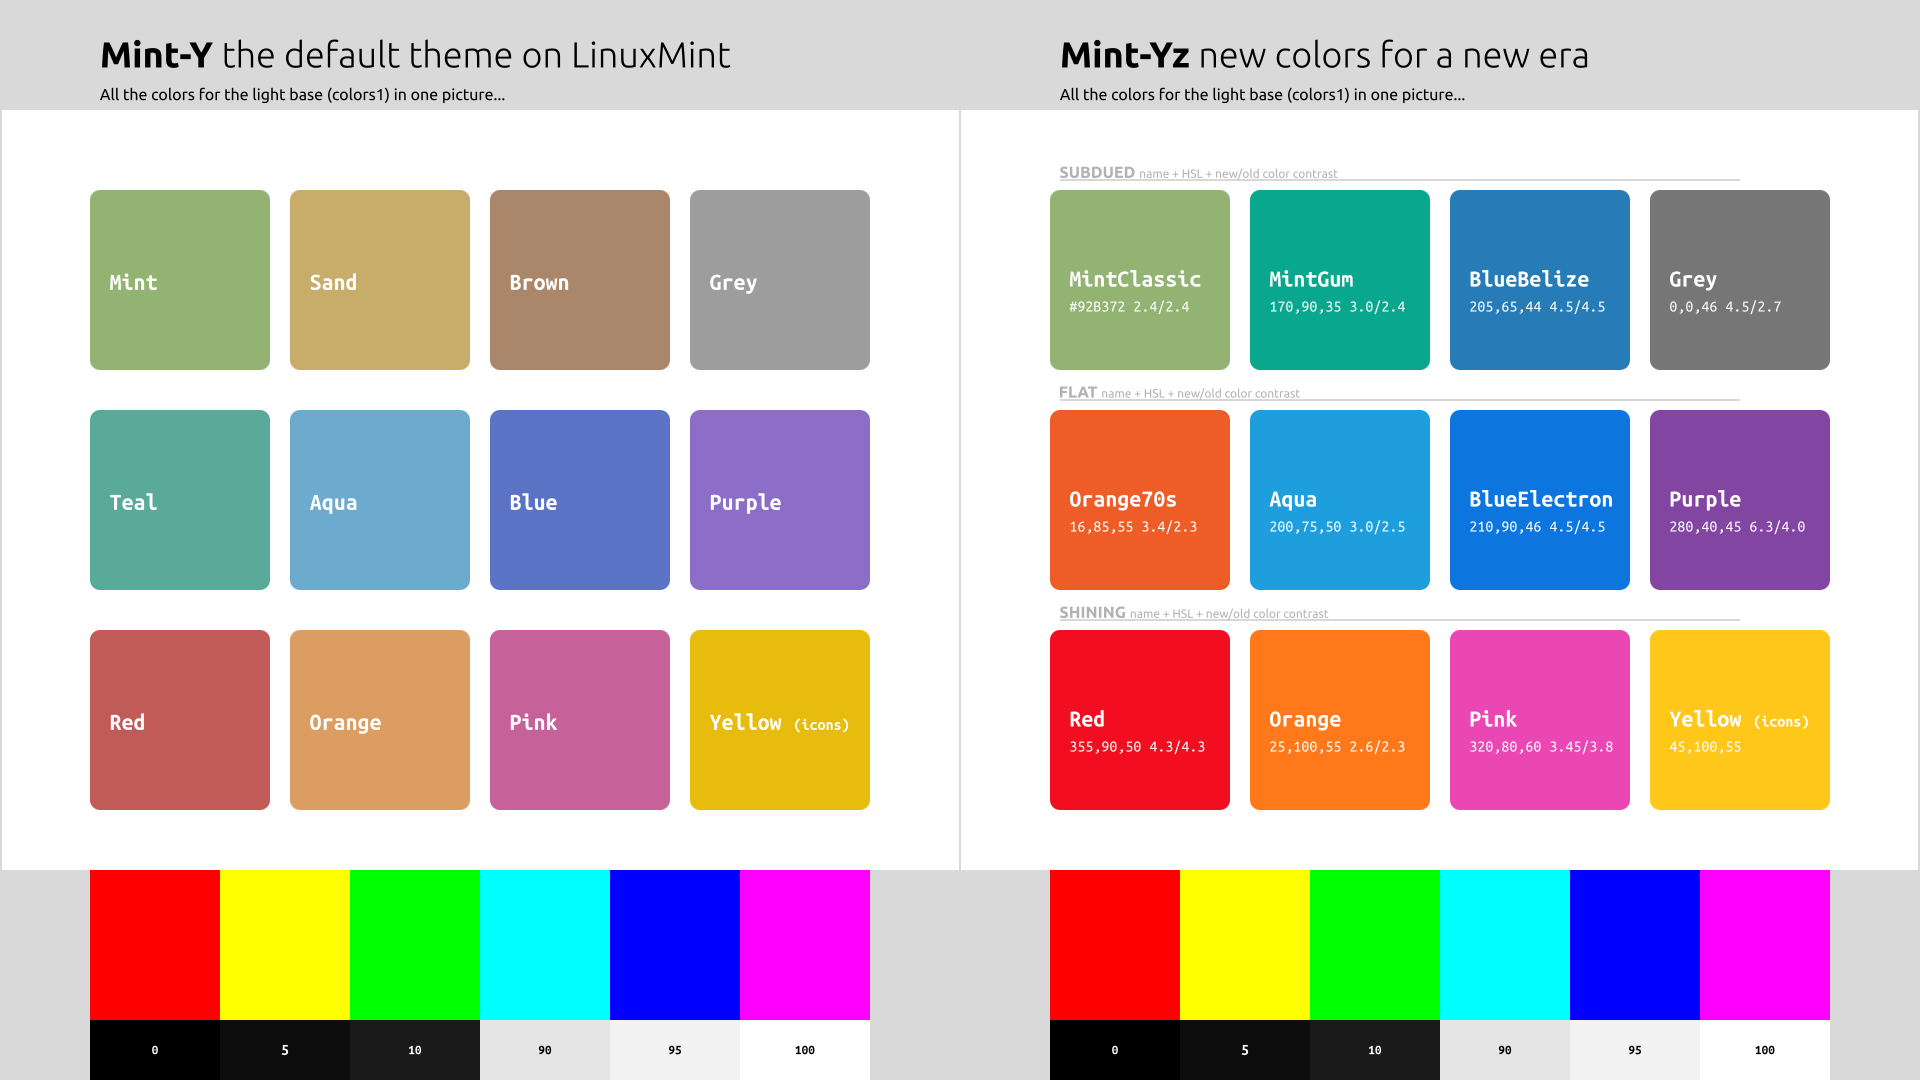 Mint-Y the default theme on LinuxMint
All the colors for the light base (colors1) in one picture...
Mint Sand Brown Grey
Teal Aqua Blue Purple
Red Orange Pink Yellow (icons)
0 5 10 90 95 100
Mint-Yz new colors for a new era
All the colors for the light base (colors1) in one picture...
SUBDUED name + HSL + new/old color contrast
MintClassic MintGum BlueBelize Grey
#92B372 2.4/2.4 170,90,35 3.0/2.4 205,65,44 4.5/4.5 0,0,46 4.5/2.7
FLAT name + HSL + new/old color contrast
Orange70s Aqua BlueElectron Purple
16,85,55 3.4/2.3 200,75,50 3.0/2.5 210,90,46 4.5/4.5 280,40,45 6.3/4.0
SHINING name + HSL + new/old color contrast
Red Orange Pink Yellow (icons)
355,90,50 4.3/4.3 25,100,55 2.6/2.3 320,80,60 3.45/3.8 45,100,55
0 5 10 90 95 100